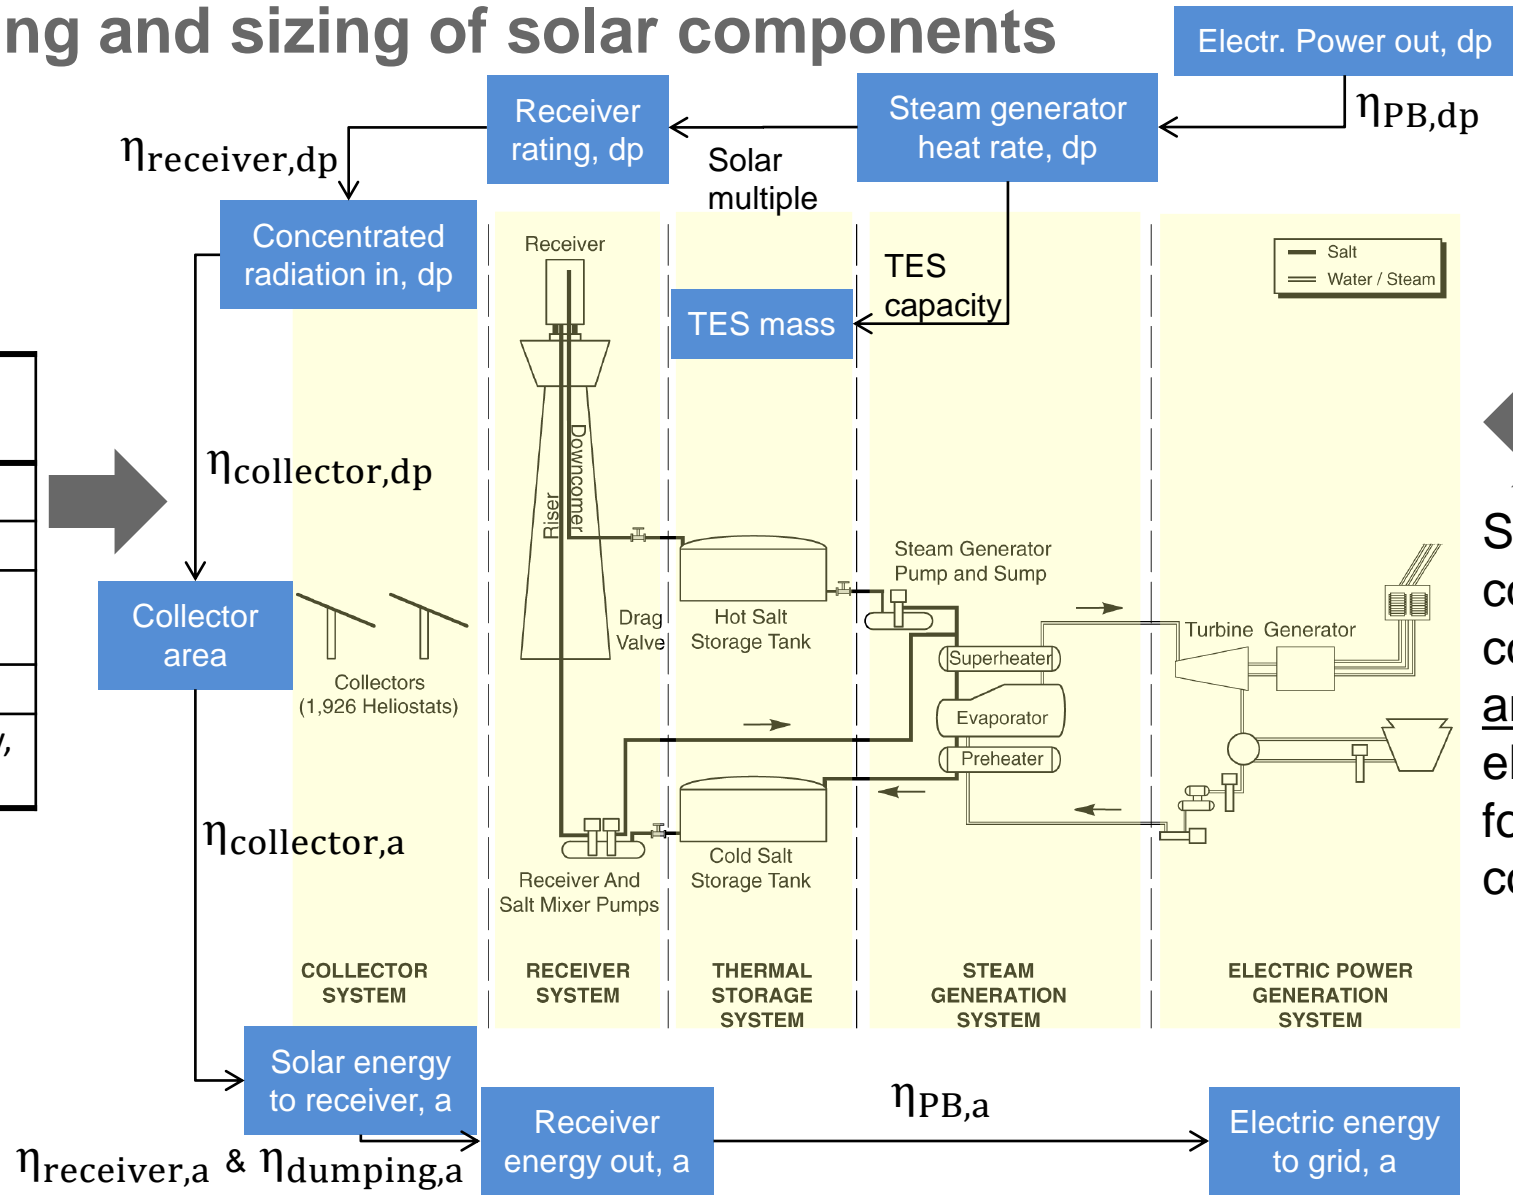 ng and sizing of solar components
Electr. Power out, dp
ηPB,dp
Steam generator
heat rate, dp
Receiver
rating, dp
Solar
multiple
ηreceiver,dp
Concentrated
radiation in, dp
TES
capacity
TES mass
Receiver
Salt
Water / Steam
ηcollector,dp
Downcomer
Riser
Collector
area
Collectors
(1,926 Heliostats)
Drag
Valve
Hot Salt
Storage Tank
Steam Generator
Pump and Sump
Superheater
Evaporator
Preheater
Turbine Generator
ηcollector,a
Receiver And
Salt Mixer Pumps
Cold Salt
Storage Tank
COLLECTOR
SYSTEM
RECEIVER
SYSTEM
THERMAL
STORAGE
SYSTEM
STEAM
GENERATION
SYSTEM
ELECTRIC POWER
GENERATION
SYSTEM
Solar energy
to receiver, a
ηreceiver,a & ηdumping,a
Receiver
energy out, a
ηPB,a
Electric energy
to grid, a